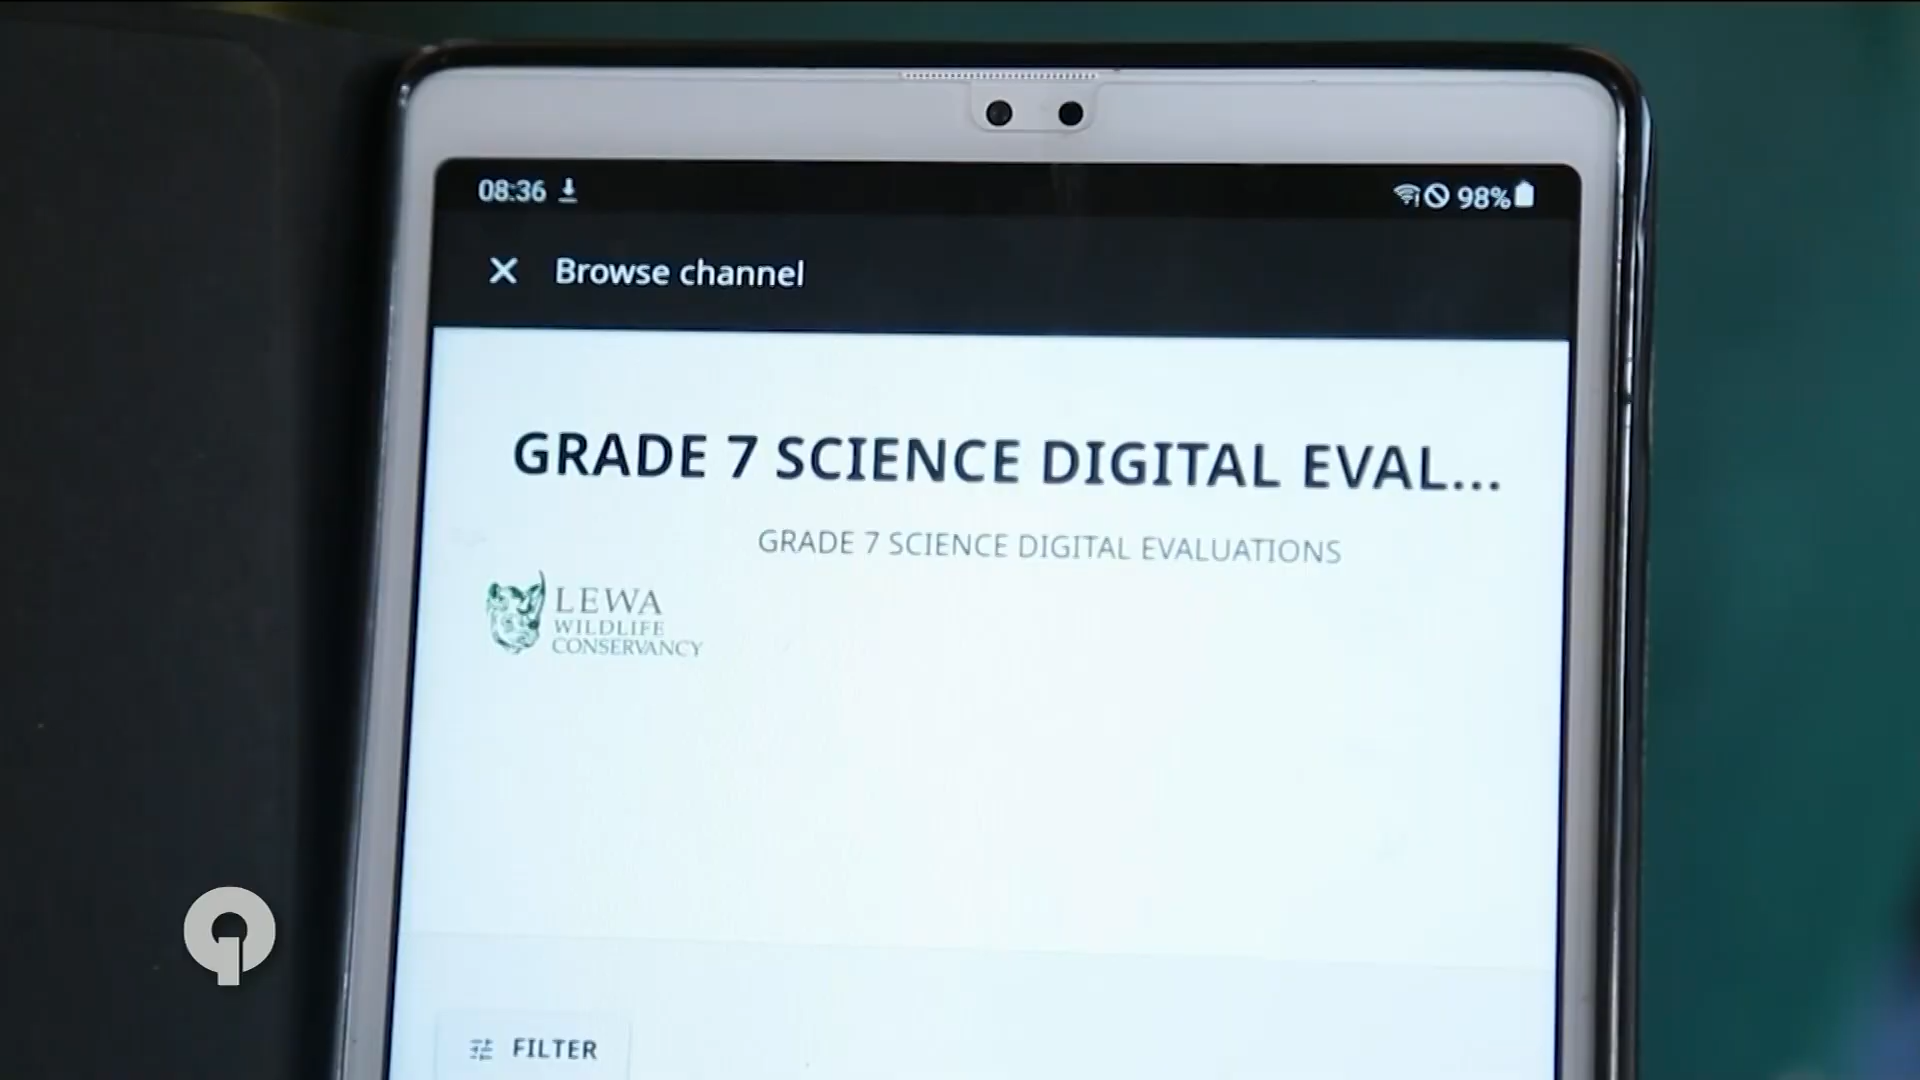 08:36
98%
Browse channel
GRADE 7 SCIENCE DIGITAL EVAL...
GRADE 7 SCIENCE DIGITAL EVALUATIONS
LEWA
WILDLIFE
CONSERVANCY
FILTER